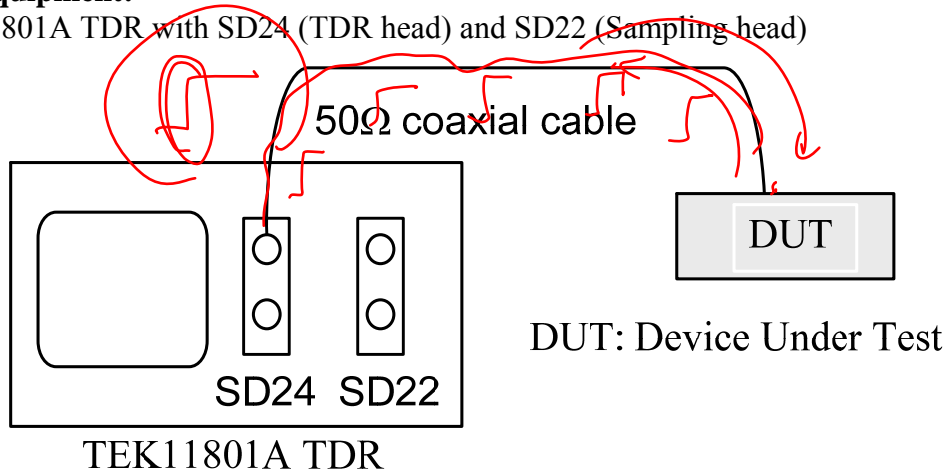 801A TDR with SD24 (TDR head) and SD22 (Sampling head)
50Ω coaxial cable
DUT
DUT: Device Under Test
SD24 SD22
TEK11801A TDR